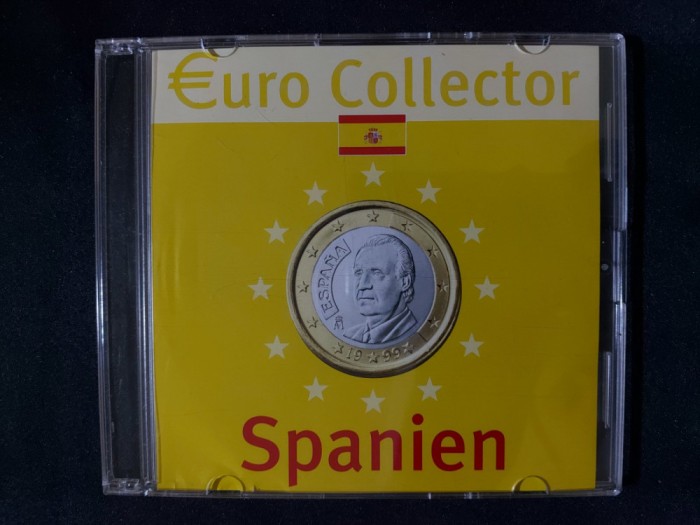 €uro Collector
ESPAÑA
1999
Spanien